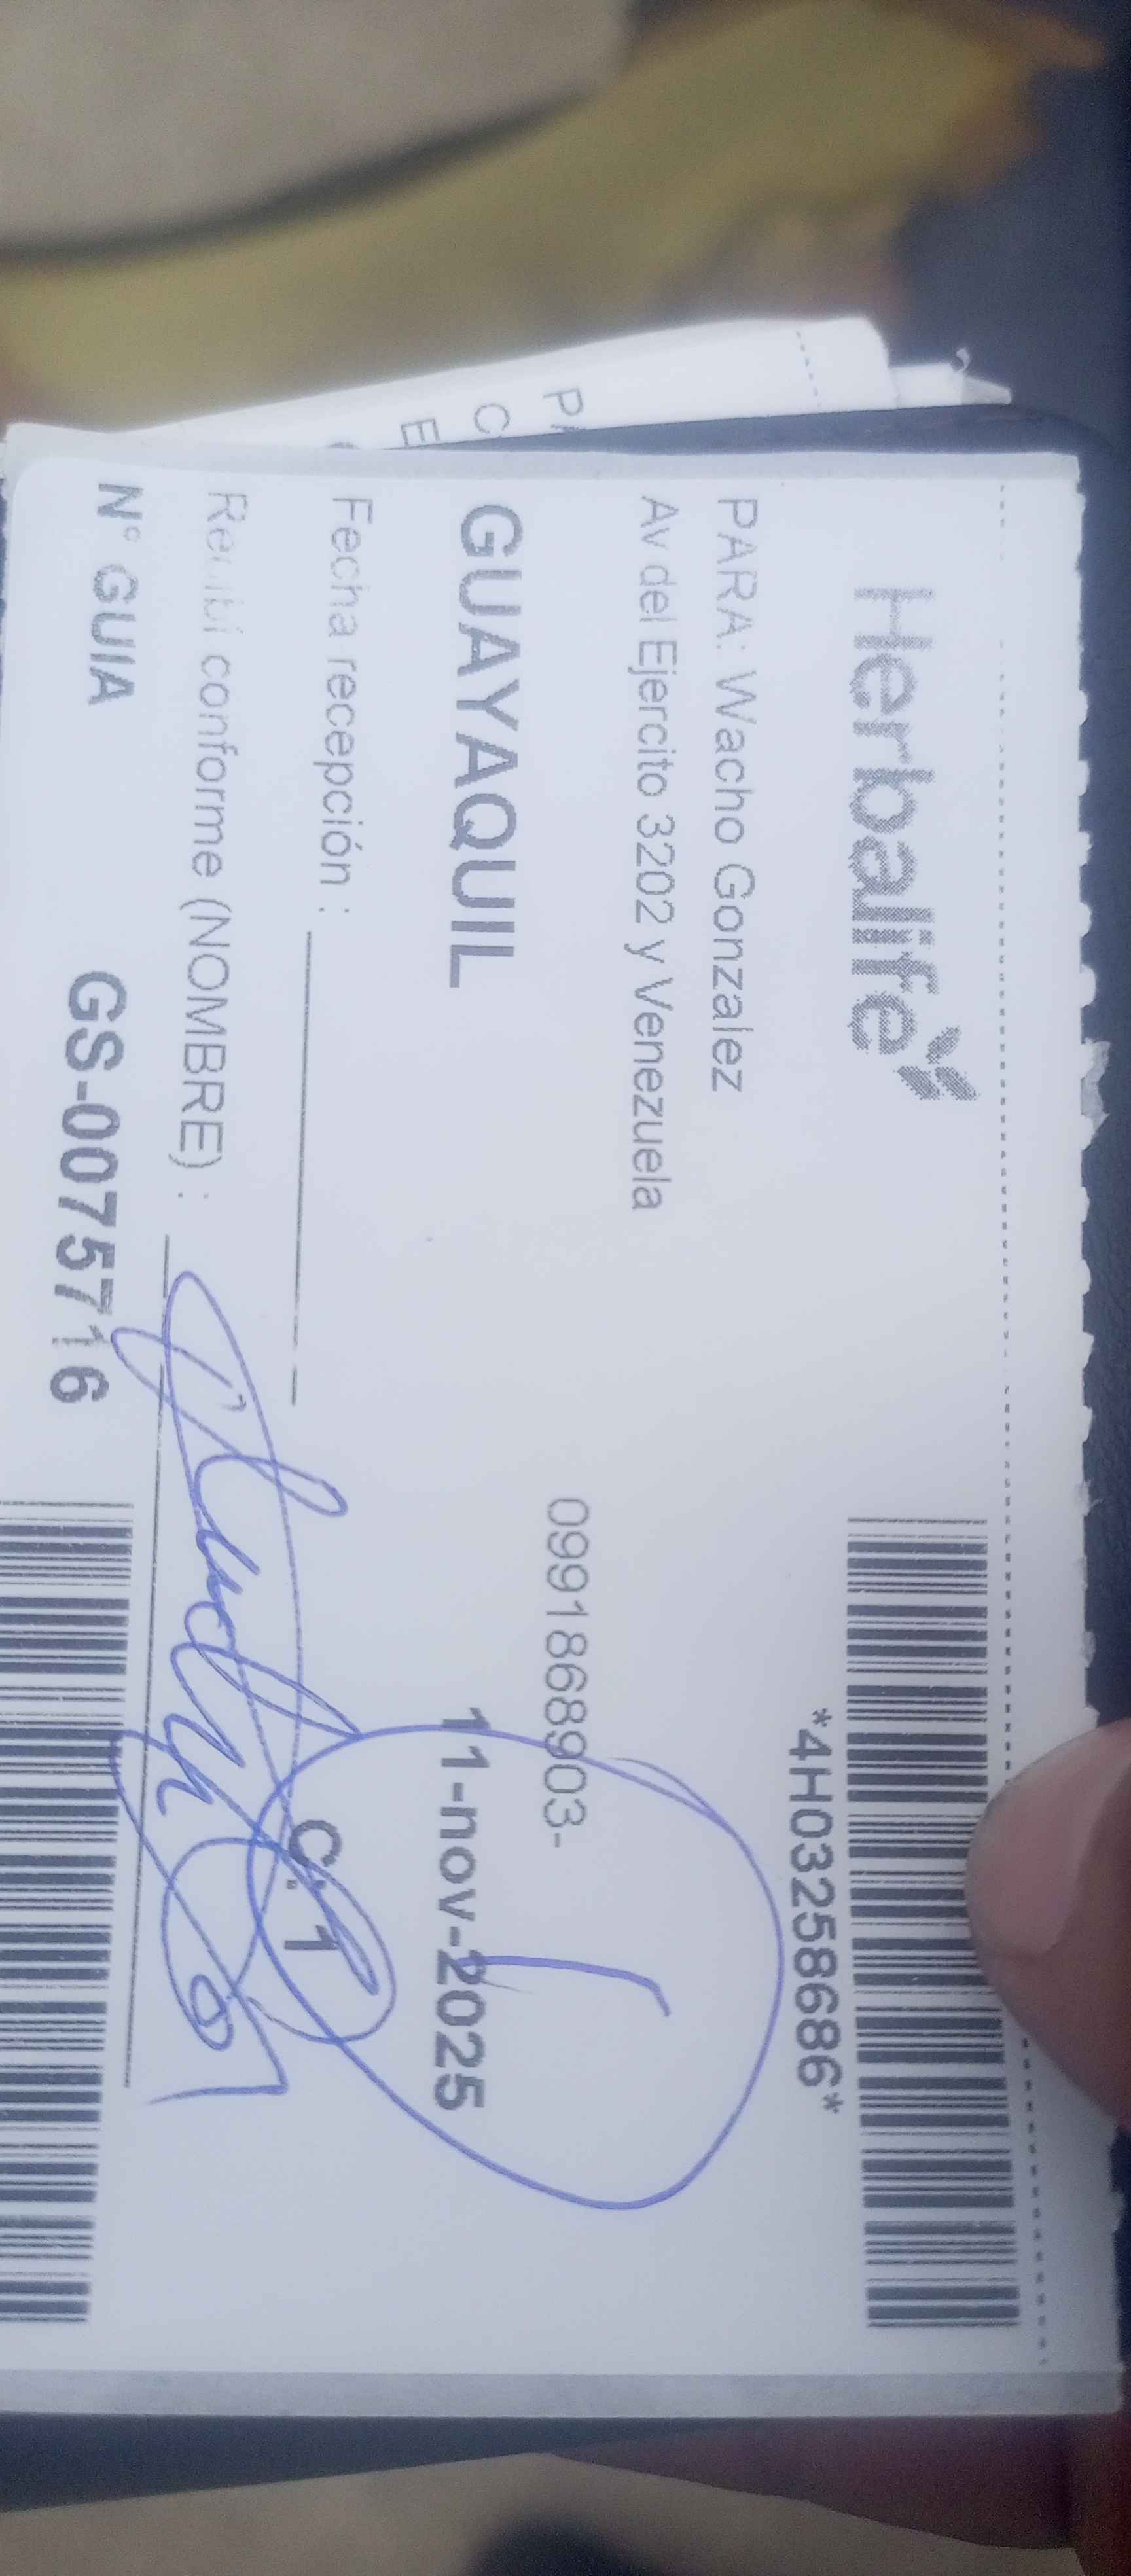 Herbalife
*4H03258686*
PARA: Wacho Gonzalez
Av del Ejercito 3202 y Venezuela
0991868903-
GUAYAQUIL
11-nov-2025
Fecha recepción :
C. 1
Recibí conforme (NOMBRE) :
N° GUIA
GS-0075716